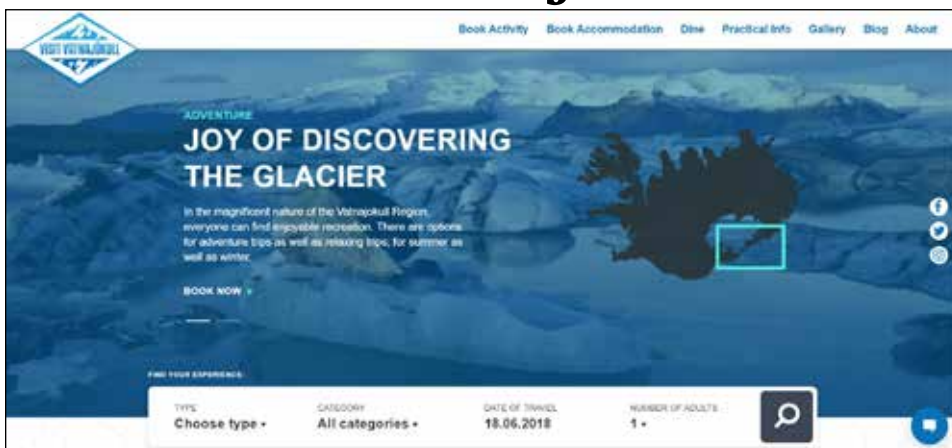 Book Activity Book Accommodation Dine Practical Info Gallery Blog About
VISIT VATNAJÖKULL
ADVENTURE
JOY OF DISCOVERING
THE GLACIER
In the magnificent nature of the Vatnajokull Region,
everyone can find enjoyable recreation. There are options
for adventure trips as well as relaxing trips, for summer as
well as winter.
BOOK NOW
FIND YOUR EXPERIENCE:
TYPE CATEGORY DATE OF TRAVEL NUMBER OF ADULTS
Choose type All categories 18.06.2018 1